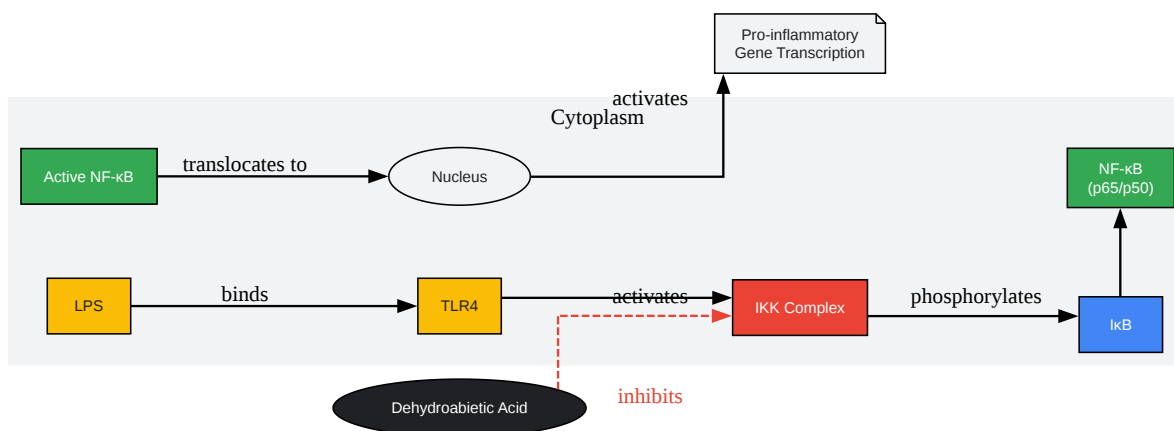 Pro-inflammatory
Gene Transcription
activates
Cytoplasm
Active NF-κB
translocates to
Nucleus
NF-κB
(p65/p50)
LPS
binds
TLR4
activates
IKK Complex
phosphorylates
IκB
Dehydroabietic Acid
inhibits